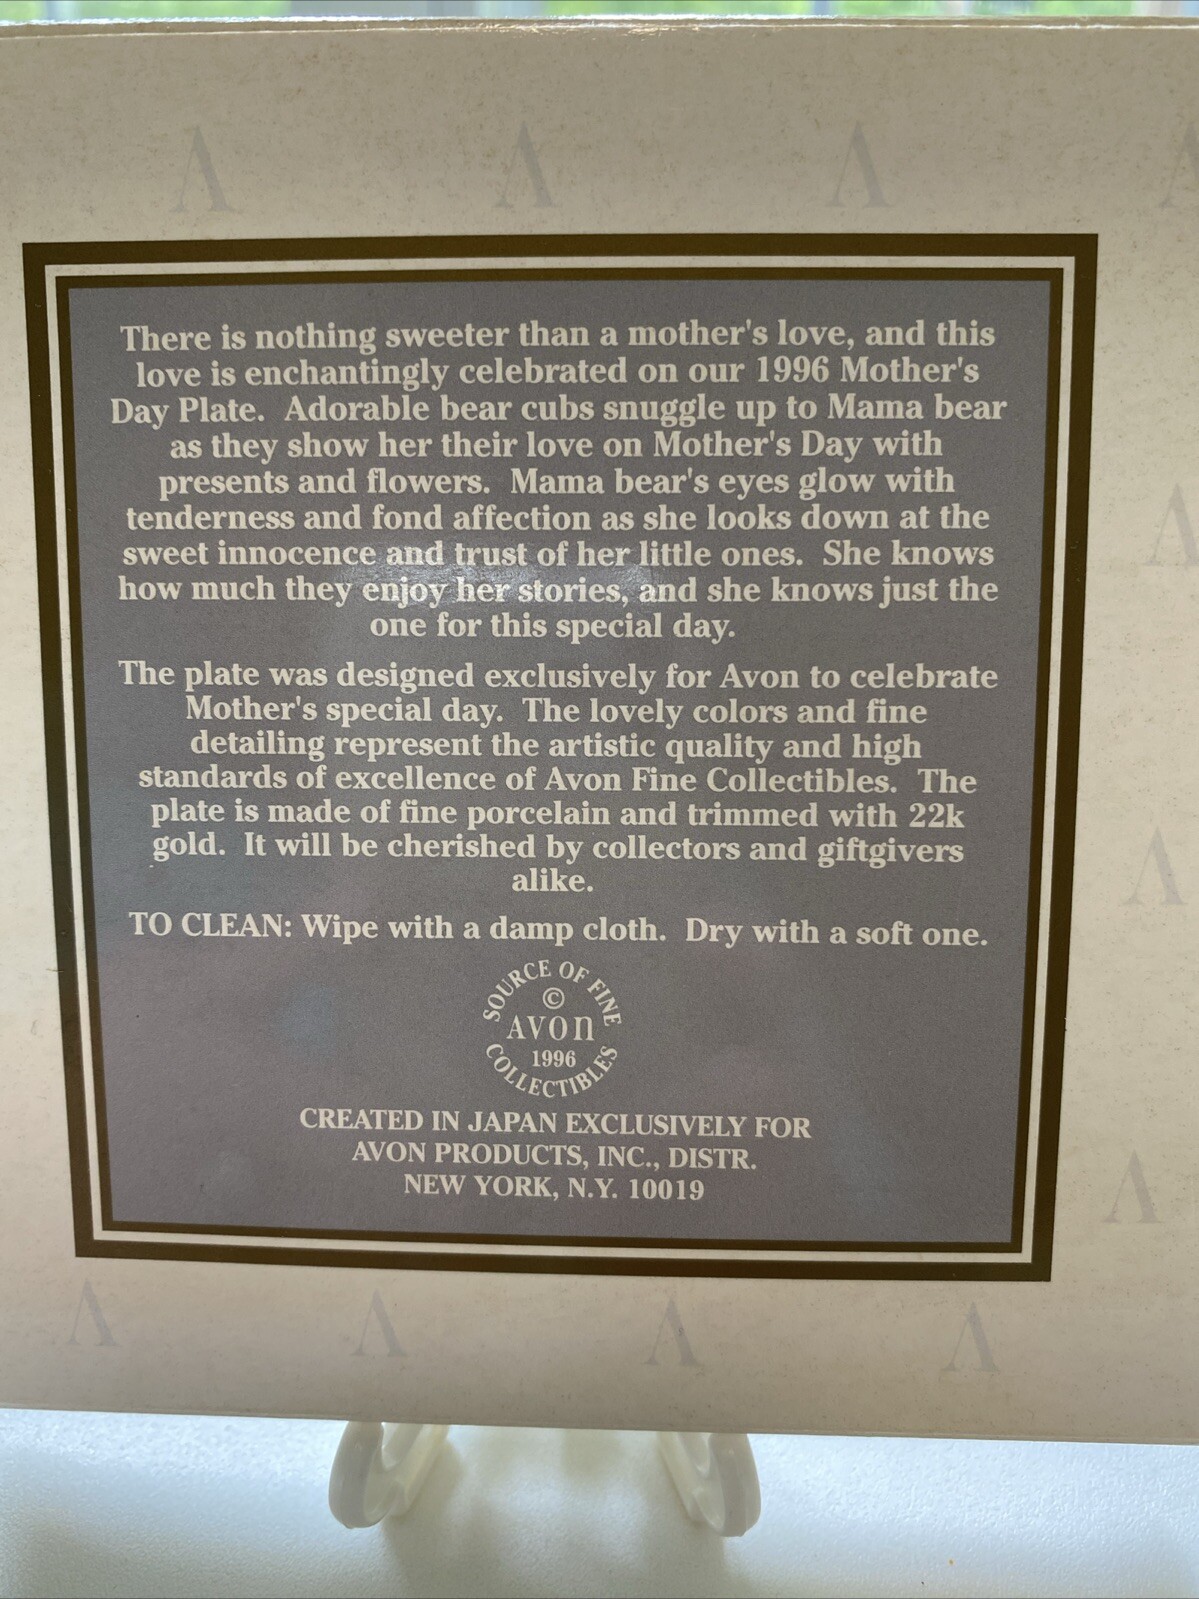 There is nothing sweeter than a mother's love, and this
love is enchantingly celebrated on our 1996 Mother's
Day Plate. Adorable bear cubs snuggle up to Mama bear
as they show her their love on Mother's Day with
presents and flowers. Mama bear's eyes glow with
tenderness and fond affection as she looks down at the
sweet innocence and trust of her little ones. She knows
how much they enjoy her stories, and she knows just the
one for this special day.
The plate was designed exclusively for Avon to celebrate
Mother's special day. The lovely colors and fine
detailing represent the artistic quality and high
standards of excellence of Avon Fine Collectibles. The
plate is made of fine porcelain and trimmed with 22k
gold. It will be cherished by collectors and giftgivers
alike.
TO CLEAN: Wipe with a damp cloth. Dry with a soft one.
SOURCE OF FINE
©
AVON
1996
COLLECTIBLES
CREATED IN JAPAN EXCLUSIVELY FOR
AVON PRODUCTS, INC., DISTR.
NEW YORK, N.Y. 10019